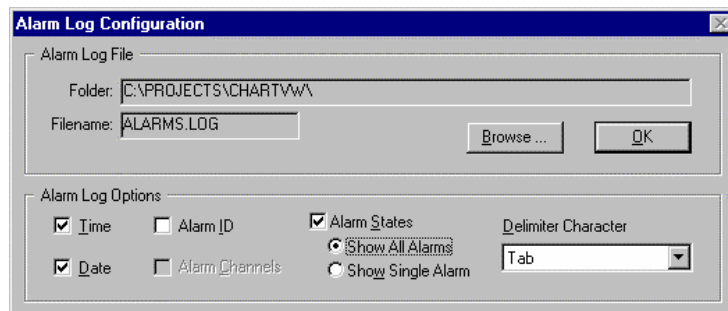 Alarm Log Configuration
Alarm Log File
Folder: C:\PROJECTS\CHARTVW\
Filename: ALARMS.LOG
Browse ... OK
Alarm Log Options
Time Alarm ID Alarm States Delimiter Character
Show All Alarms
Tab
Date Alarm Channels Show Single Alarm